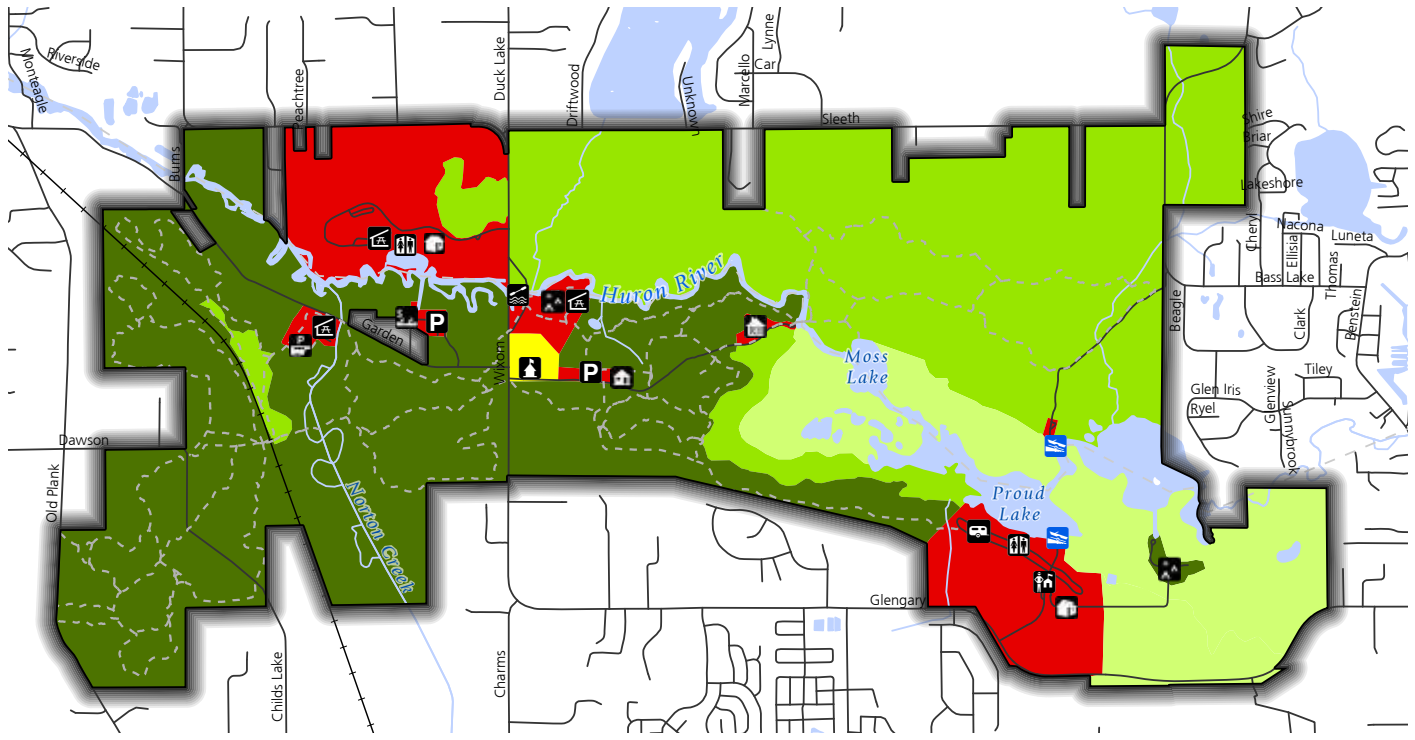 Riverside
Monteagle
Peachtree
Duck Lake
Driftwood
Unknown
Marcello
Lynne
Car
Sleeth
Shire
Briar
Burns
Lakeshore
Cheryl
Nacona
Ellisia
Luneta
Thomas
Bass Lake
Benstein
Beagle
Clark
Huron River
Garden
P
P
Wixom
P
Moss
Lake
Tiley
Glen Iris
Glenview
Ryel
Sunnybrook
Dawson
Old Plank
Norton Creek
Proud
Lake
Glengary
Childs Lake
Charms